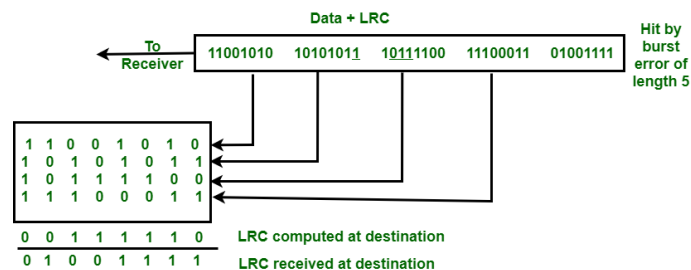 Data + LRC
To
Receiver
11001010 10101011 10111100 11100011 01001111
Hit by
burst
error of
length 5
1 1 0 0 1 0 1 0
1 0 1 0 1 0 1 1
1 0 1 1 1 1 0 0
1 1 1 0 0 0 1 1
0 0 1 1 1 1 1 0 LRC computed at destination
0 1 0 0 1 1 1 1 LRC received at destination